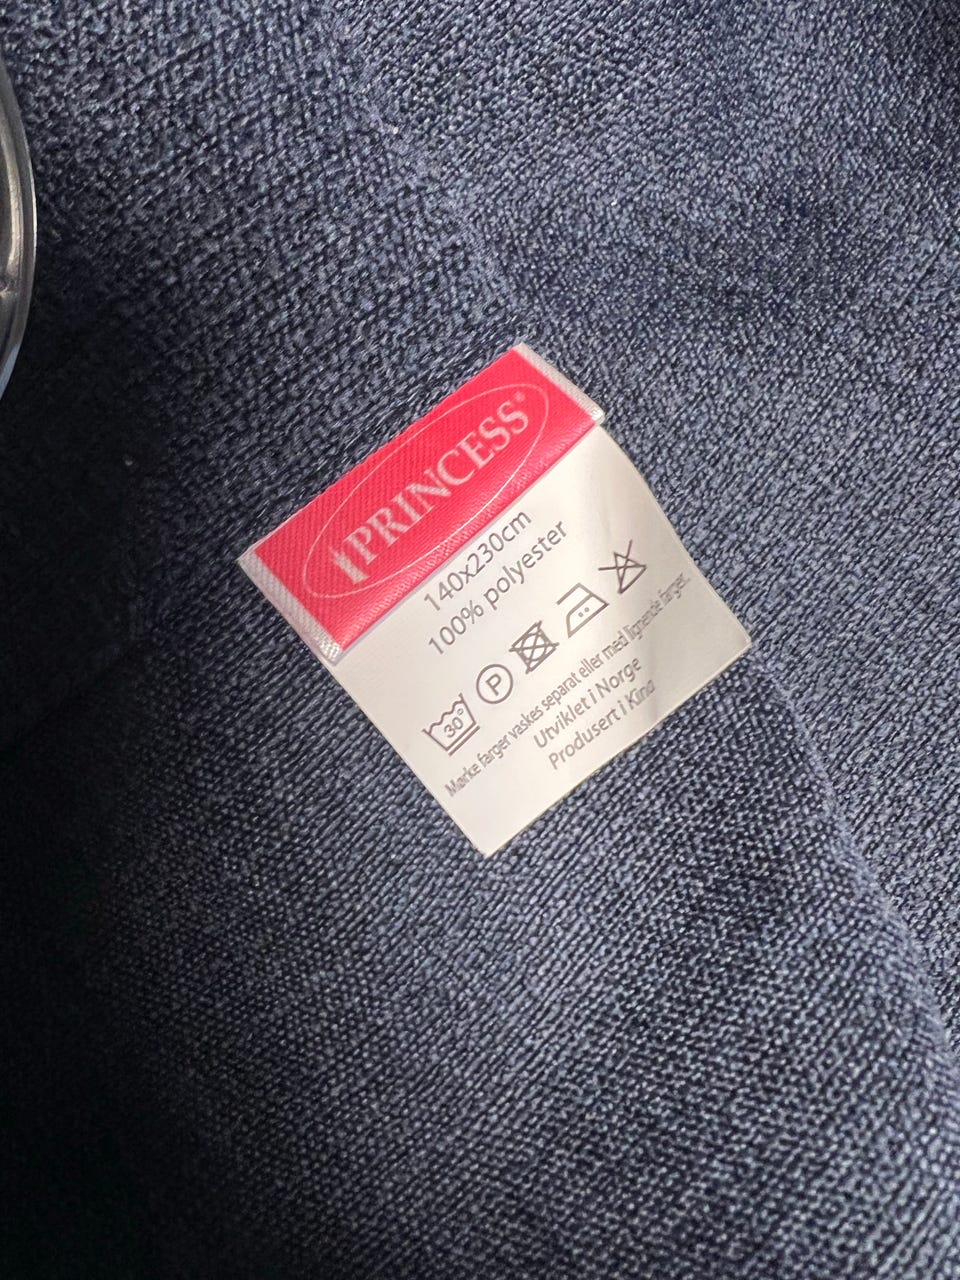 PRINCESS®
140x230cm
100% polyester
30° P
Mørke farger vaskes separat eller med lignende farger.
Utviklet i Norge
Produsert i Kina